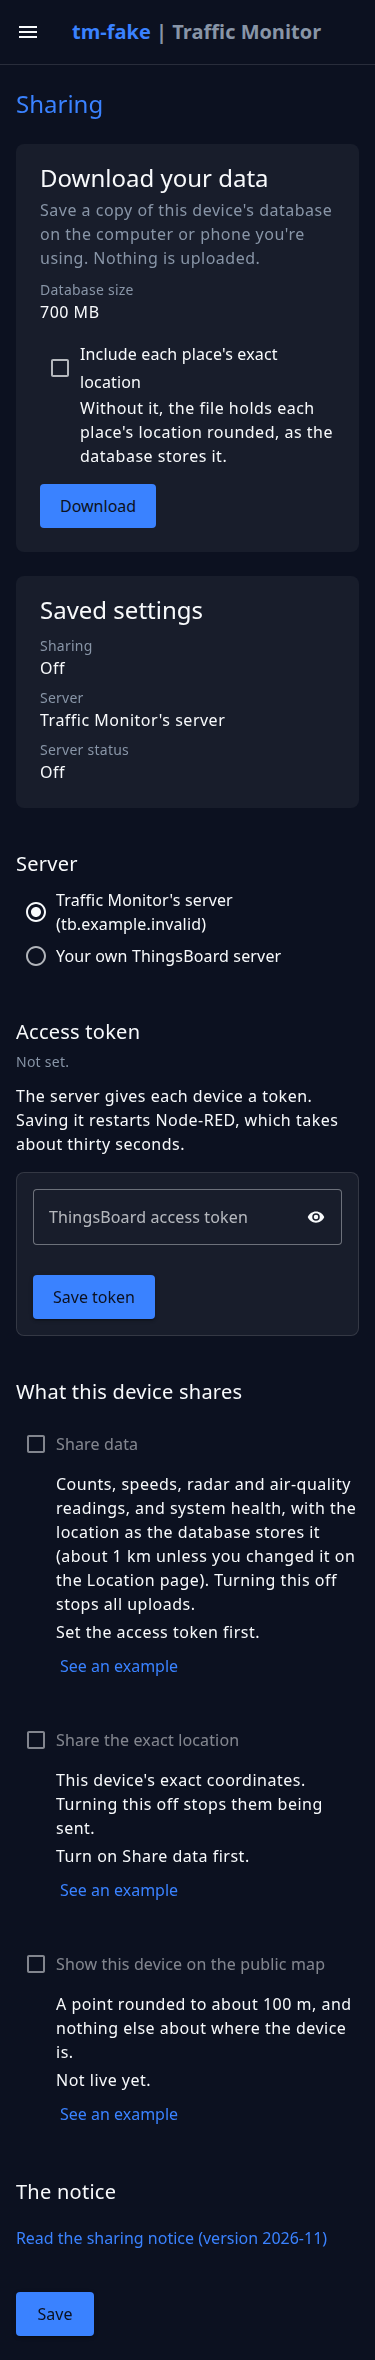 tm-fake | Traffic Monitor
Sharing
Download your data
Save a copy of this device's database
on the computer or phone you're
using. Nothing is uploaded.
Database size
700 MB
Include each place's exact
location
Without it, the file holds each
place's location rounded, as the
database stores it.
Download
Saved settings
Sharing
Off
Server
Traffic Monitor's server
Server status
Off
Server
Traffic Monitor's server
(tb.example.invalid)
Your own ThingsBoard server
Access token
Not set.
The server gives each device a token.
Saving it restarts Node-RED, which takes
about thirty seconds.
ThingsBoard access token
Save token
What this device shares
Share data
Counts, speeds, radar and air-quality
readings, and system health, with the
location as the database stores it
(about 1 km unless you changed it on
the Location page). Turning this off
stops all uploads.
Set the access token first.
See an example
Share the exact location
This device's exact coordinates.
Turning this off stops them being
sent.
Turn on Share data first.
See an example
Show this device on the public map
A point rounded to about 100 m, and
nothing else about where the device
is.
Not live yet.
See an example
The notice
Read the sharing notice (version 2026-11)
Save